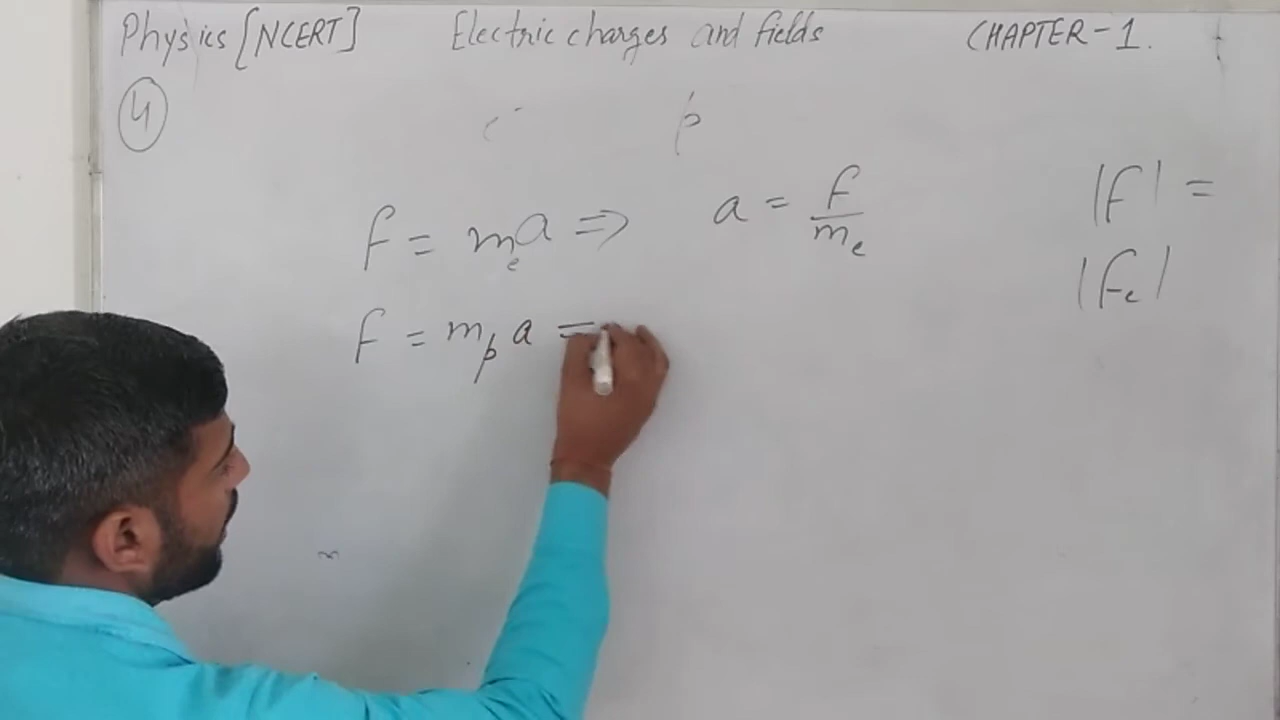 Physics [NCERT] Electric charges and fields CHAPTER-1.
4
e⁻ p
F = mₑa => a = F/mₑ
|F| =
|Fₑ|
F = mₚ a =